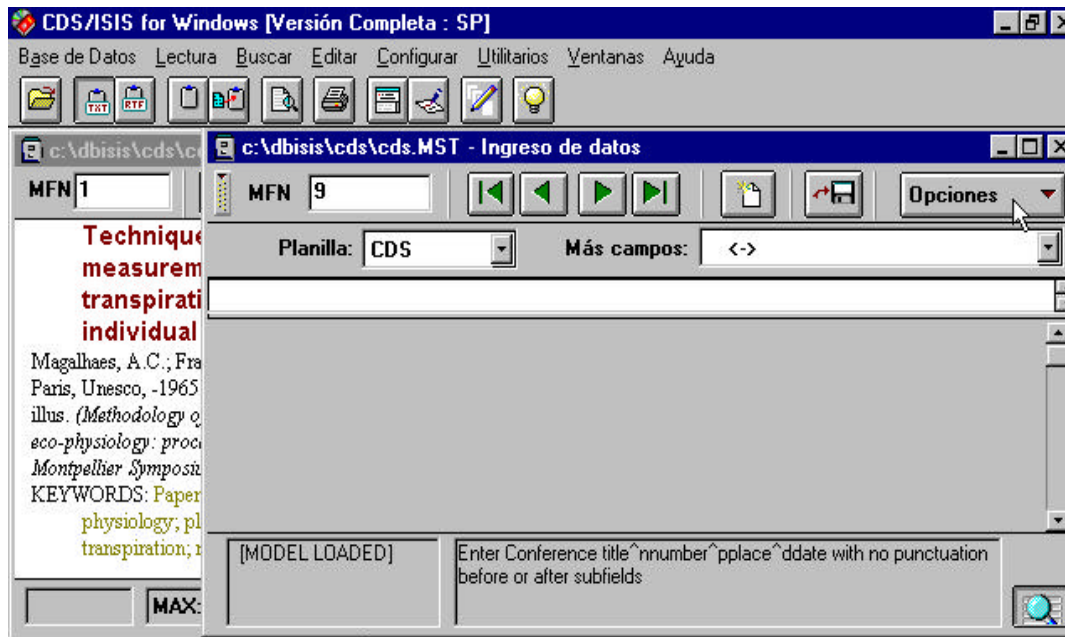 CDS/ISIS for Windows [Versión Completa : SP]
Base de Datos Lectura Buscar Editar Configurar Utilitarios Ventanas Ayuda
TXT RTF
c:\dbisis\cds\c
c:\dbisis\cds\cds.MST - Ingreso de datos
MFN 1
MFN 9
Opciones
Planilla: CDS Más campos: <->
Technique
measurem
transpirati
individual
Magalhaes, A.C.; Fra
Paris, Unesco, -1965
illus. (Methodology o
eco-physiology: proc
Montpellier Symposi
KEYWORDS: Paper
physiology; pl
transpiration; r
[MODEL LOADED]
Enter Conference title^nnumber^pplace^ddate with no punctuation
before or after subfields
MAX: